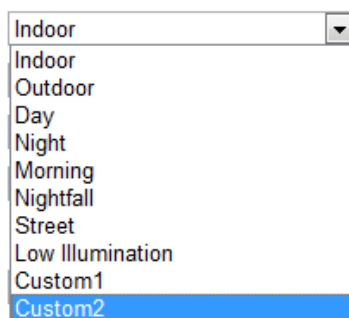 Indoor
Indoor
Outdoor
Day
Night
Morning
Nightfall
Street
Low Illumination
Custom1
Custom2